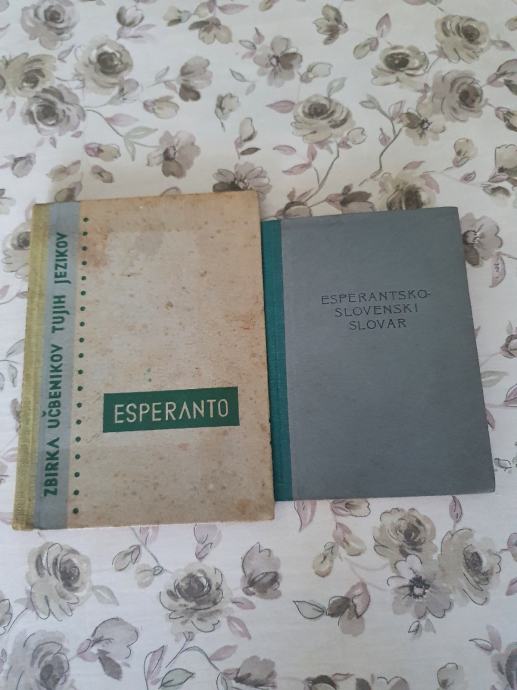 ZBIRKA UČBENIKOV TUJIH JEZIKOV
ESPERANTO
ESPERANTSKO-
SLOVENSKI
SLOVAR